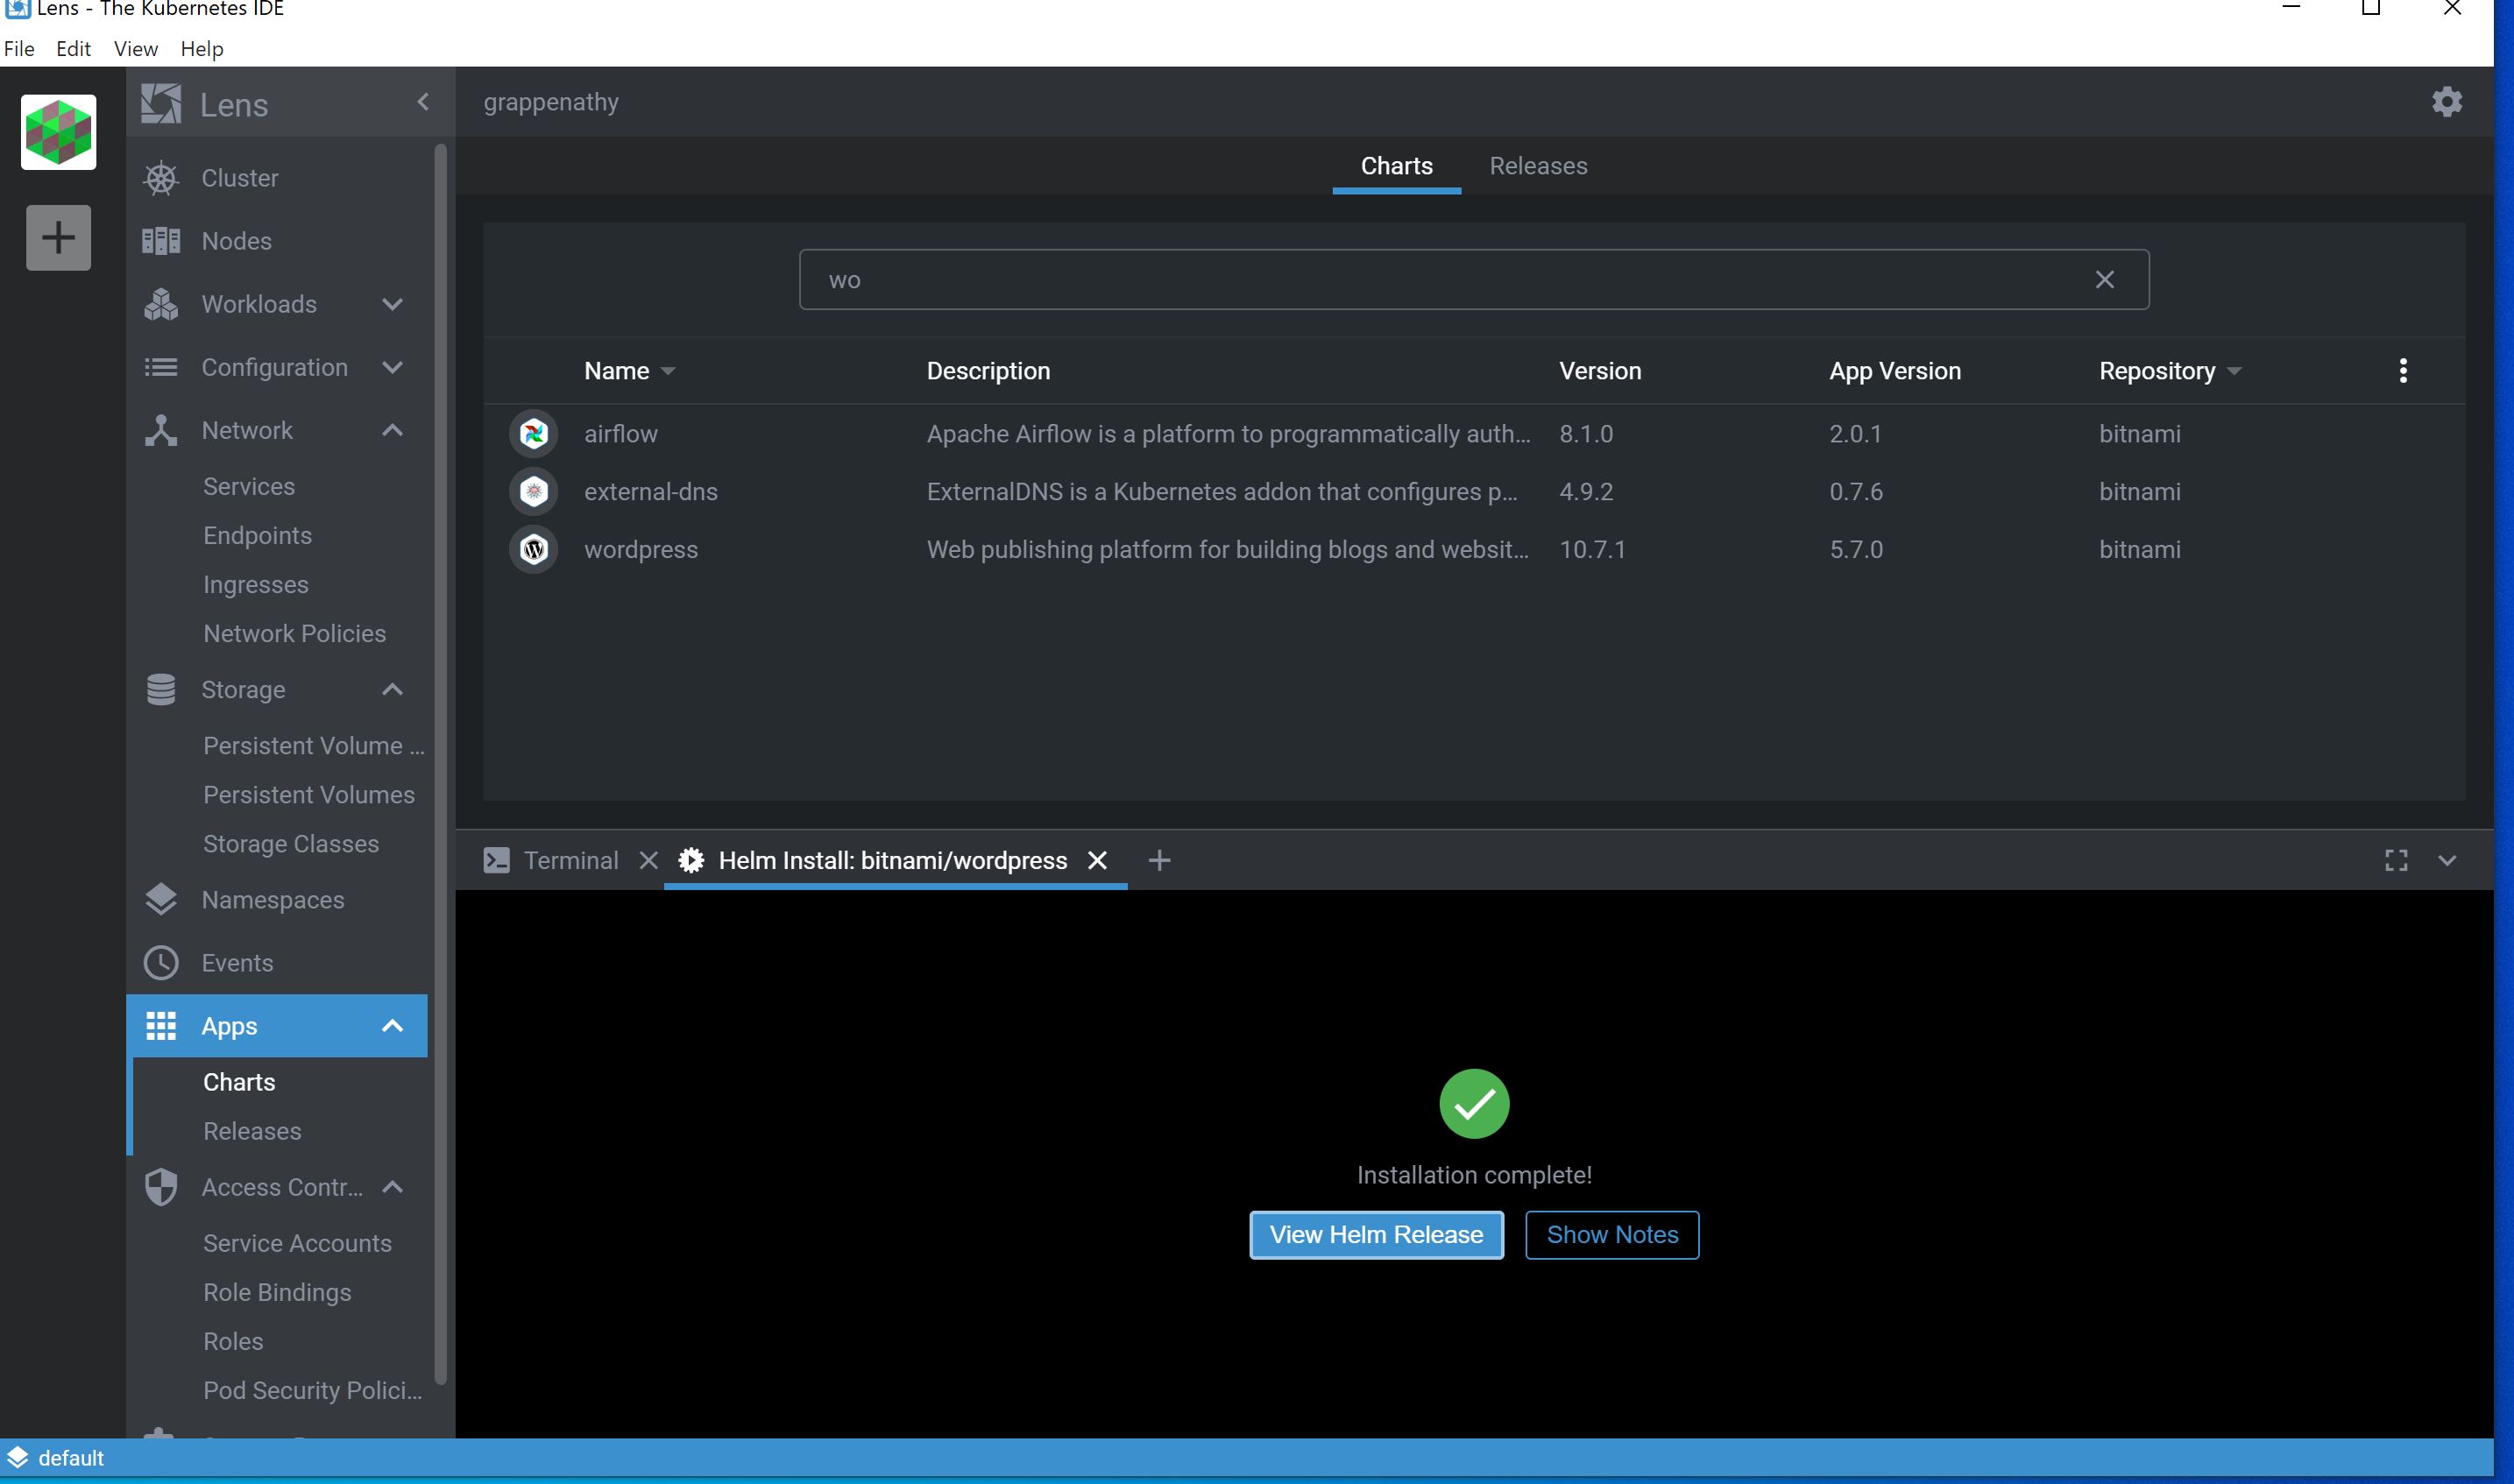 Lens - The Kubernetes IDE
File Edit View Help
Lens
grappenathy
Charts Releases
wo
Name Description Version App Version Repository
airflow Apache Airflow is a platform to programmatically auth... 8.1.0 2.0.1 bitnami
external-dns ExternalDNS is a Kubernetes addon that configures p... 4.9.2 0.7.6 bitnami
wordpress Web publishing platform for building blogs and websit... 10.7.1 5.7.0 bitnami
Cluster
Nodes
Workloads
Configuration
Network
Services
Endpoints
Ingresses
Network Policies
Storage
Persistent Volume ...
Persistent Volumes
Storage Classes
Namespaces
Events
Apps
Charts
Releases
Access Contr...
Service Accounts
Role Bindings
Roles
Pod Security Polici...
Terminal Helm Install: bitnami/wordpress
Installation complete!
View Helm Release Show Notes
default